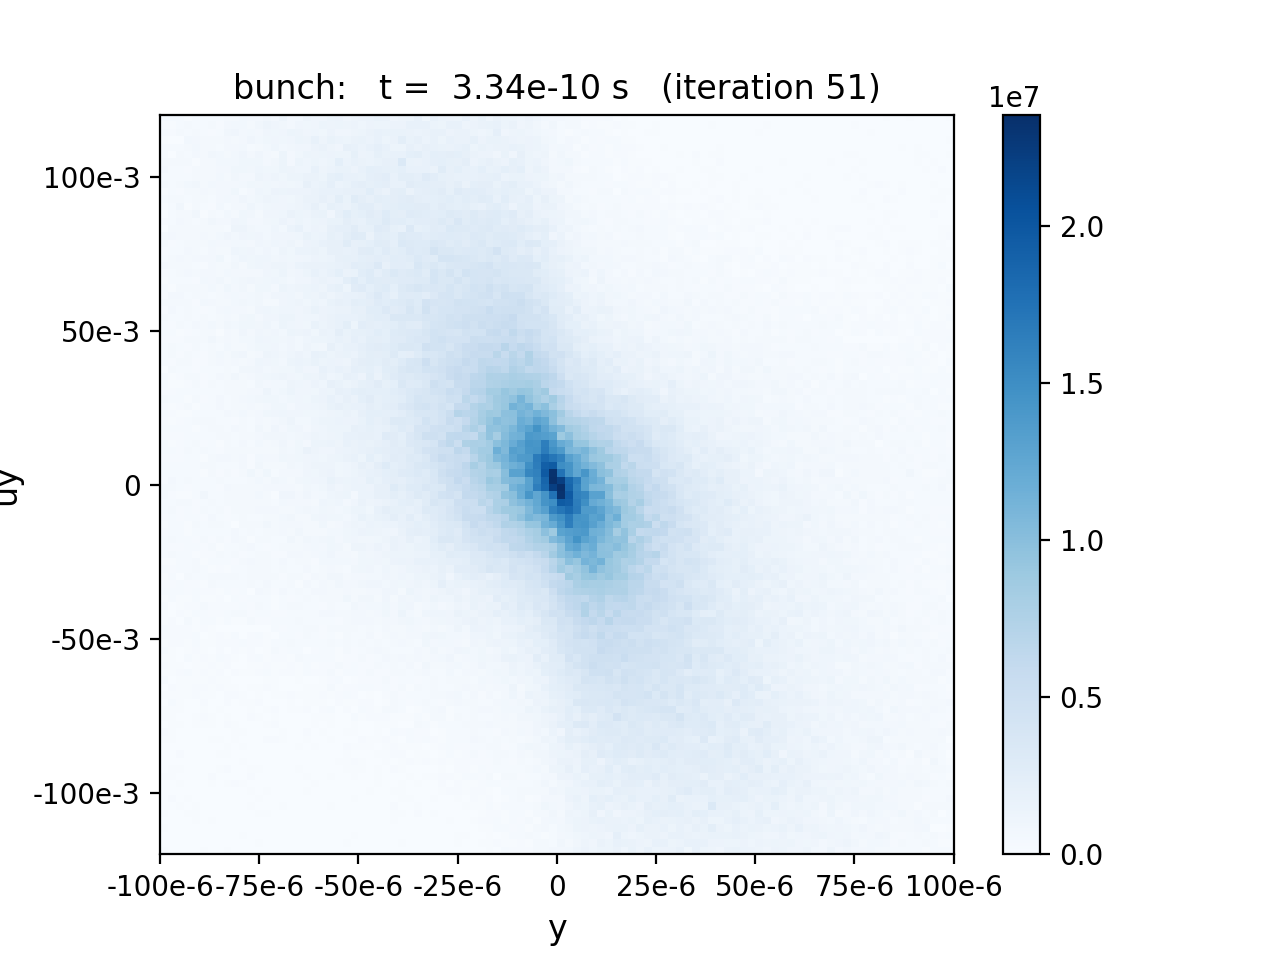 bunch:   t =  3.34e-10 s   (iteration 51)
1e7
100e-3
50e-3
0
-50e-3
-100e-3
uy
2.0
1.5
1.0
0.5
0.0
-100e-6 -75e-6 -50e-6 -25e-6 0 25e-6 50e-6 75e-6 100e-6
y